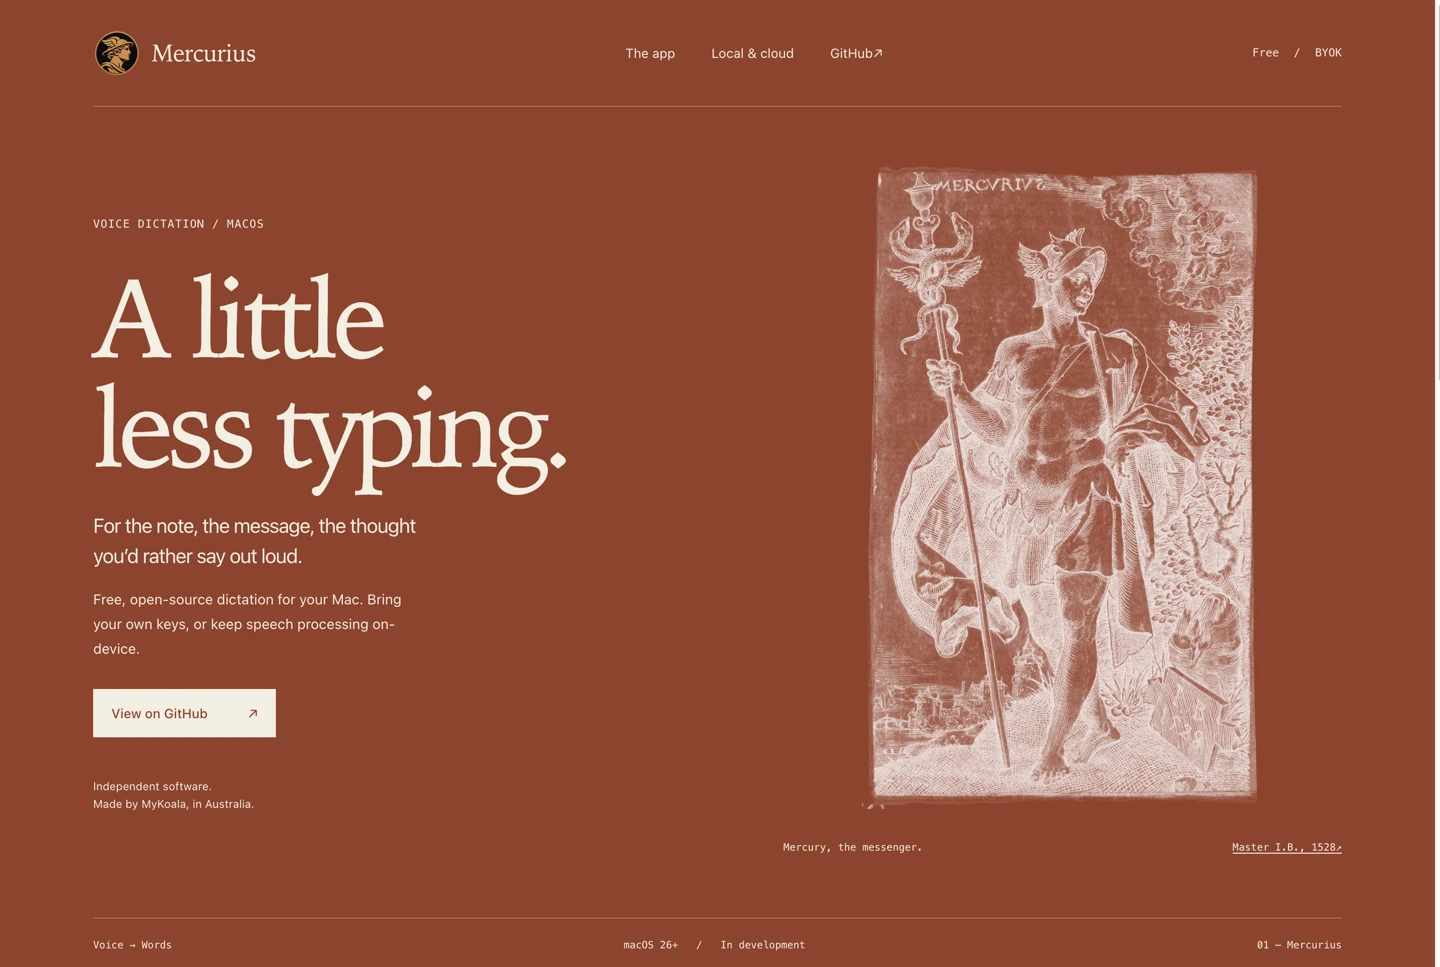 Mercurius
The app
Local & cloud
GitHub↗
Free / BYOK
VOICE DICTATION / MACOS
A little
less typing.
For the note, the message, the thought
you’d rather say out loud.
Free, open-source dictation for your Mac. Bring
your own keys, or keep speech processing on-
device.
View on GitHub ↗
Independent software.
Made by MyKoala, in Australia.
MERCVRIVS
Mercury, the messenger.
Master I.B., 1528↗
Voice → Words
macOS 26+ / In development
01 — Mercurius